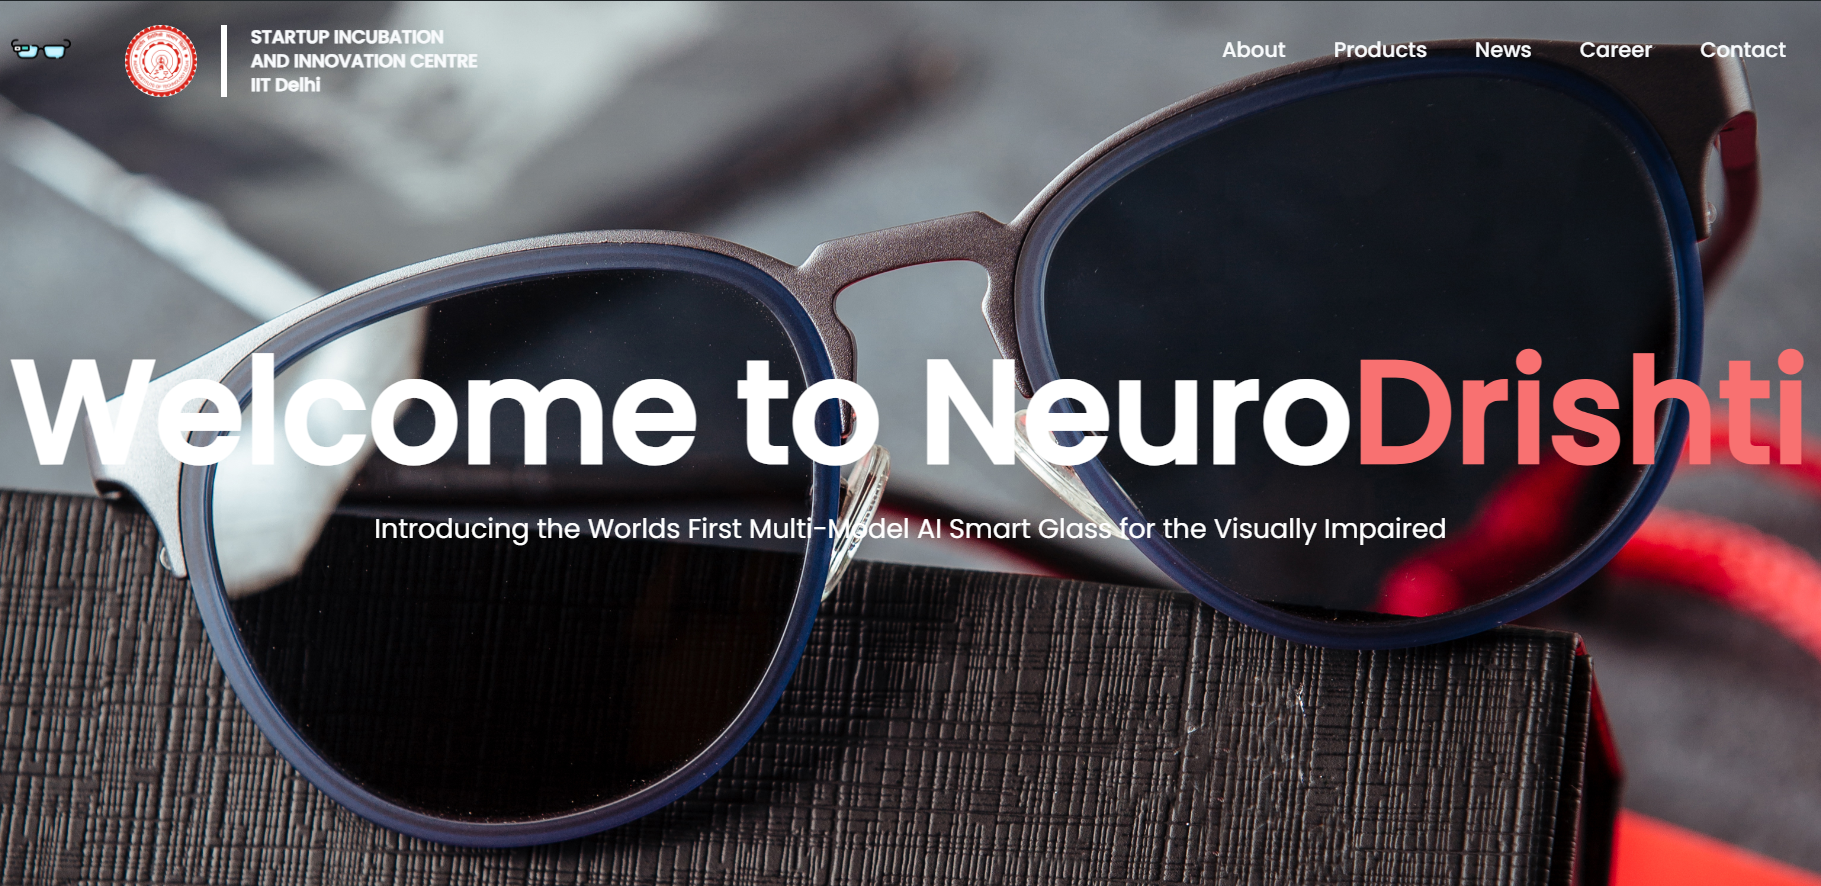 STARTUP INCUBATION
AND INNOVATION CENTRE
IIT Delhi
About Products News Career Contact
Welcome to NeuroDrishti
Introducing the Worlds First Multi-Model AI Smart Glass for the Visually Impaired